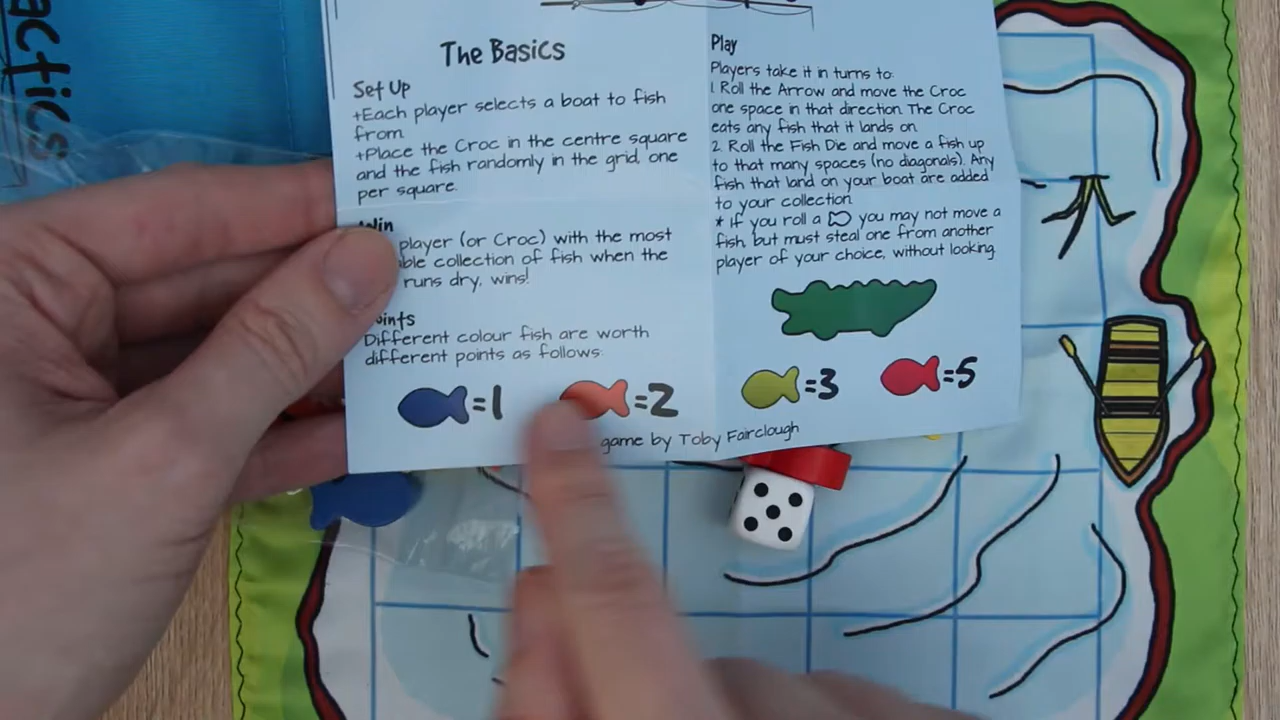 actics
The Basics
Set Up
+Each player selects a boat to fish
from
+Place the Croc in the centre square
and the fish randomly in the grid, one
per square.
player (or Croc) with the most
collection of fish when the
runs dry, wins!
Different colour fish are worth
different points as follows:
=1
=2
Play
Players take it in turns to:
1. Roll the Arrow and move the Croc
one space in that direction. The Croc
eats any fish that it lands on.
2. Roll the Fish Die and move a fish up
to that many spaces (no diagonals). Any
fish that land on your boat are added
to your collection.
* If you roll a you may not move a
fish, but must steal one from another
player of your choice, without looking.
=3
=5
game by Toby Fairclough